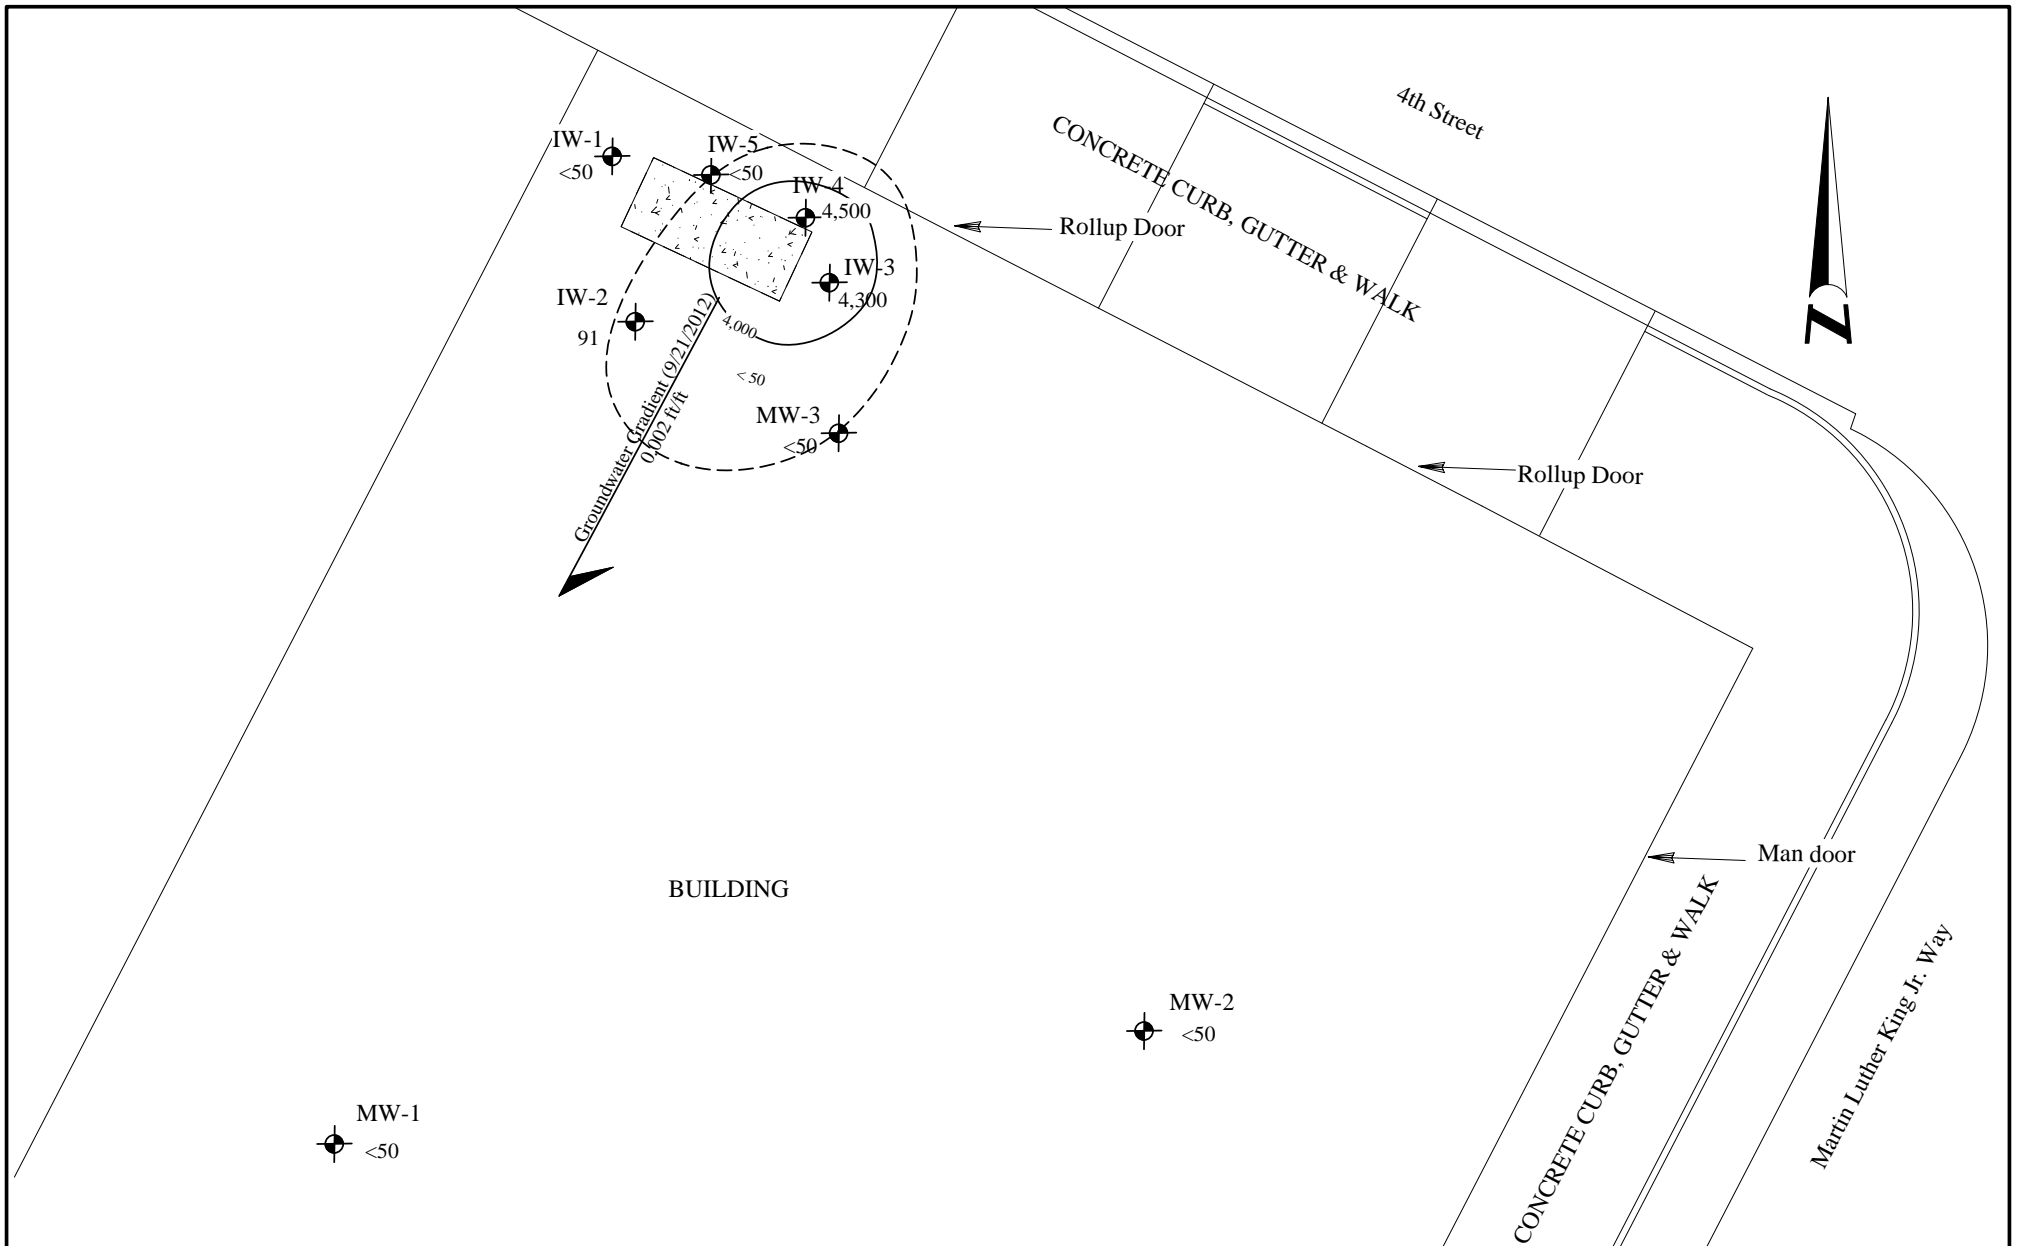 4th Street
CONCRETE CURB, GUTTER & WALK
IW-1
<50
IW-5
<50
IW-4
4,500
Rollup Door
IW-3
4,300
IW-2
91
4,000
< 50
Groundwater Gradient (9/21/2012)
0.002 ft/ft
MW-3
<50
Rollup Door
N
Man door
BUILDING
CONCRETE CURB, GUTTER & WALK
Martin Luther King Jr. Way
MW-2
<50
MW-1
<50